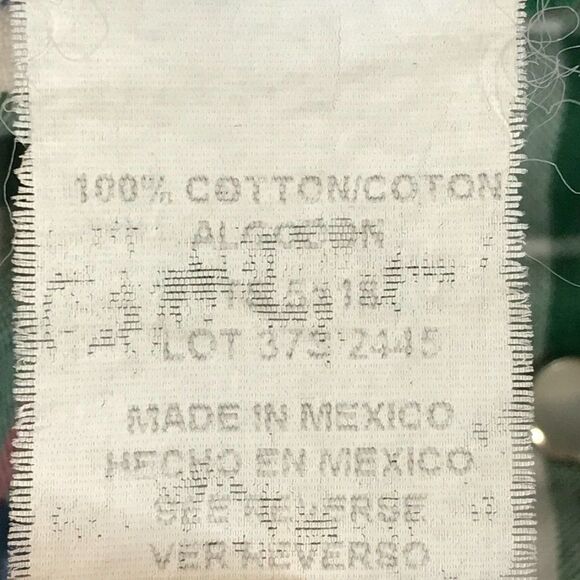 100% COTTON/COTON
ALGODON
LOT 373 2445
MADE IN MEXICO
HECHO EN MEXICO
SEE REVERSE
VER REVERSO